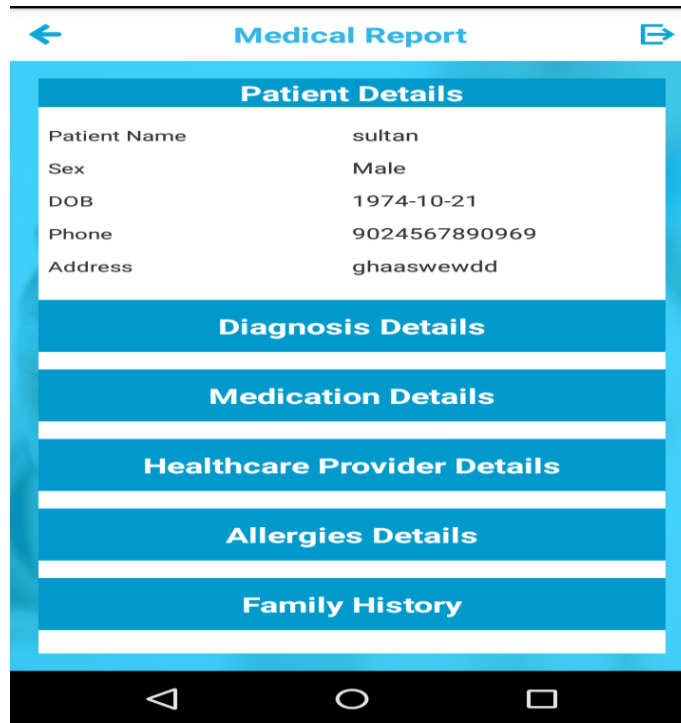 Medical Report
Patient Details
Patient Name sultan
Sex Male
DOB 1974-10-21
Phone 9024567890969
Address ghaaswewdd
Diagnosis Details
Medication Details
Healthcare Provider Details
Allergies Details
Family History